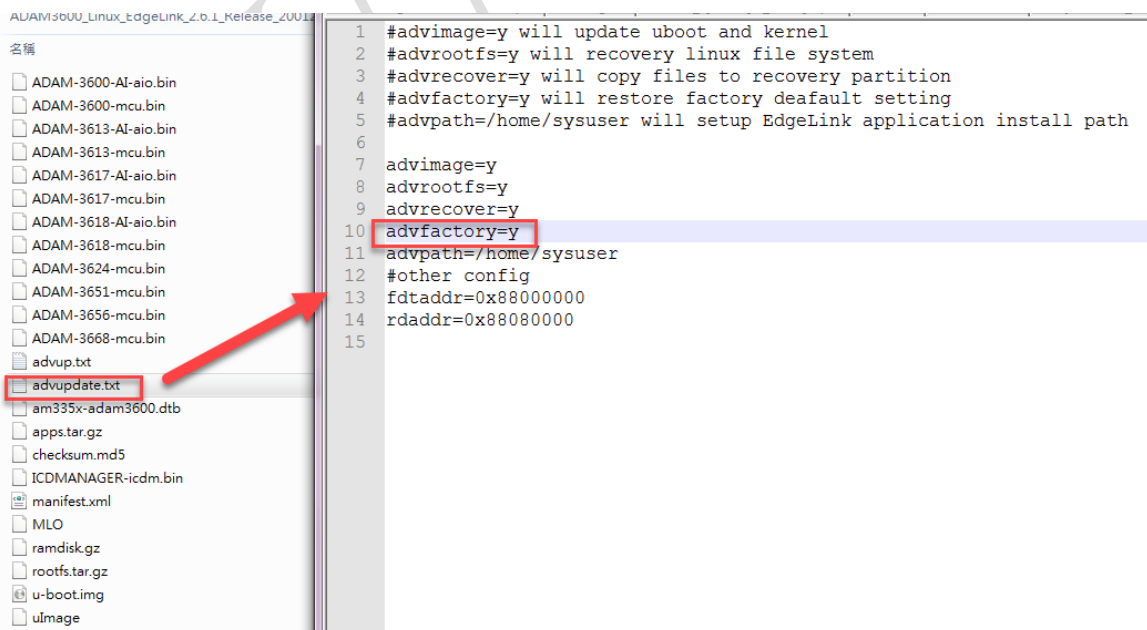 ADAM3600_Linux_EdgeLink_2.6.1_Release_20012
名稱
ADAM-3600-AI-aio.bin
ADAM-3600-mcu.bin
ADAM-3613-AI-aio.bin
ADAM-3613-mcu.bin
ADAM-3617-AI-aio.bin
ADAM-3617-mcu.bin
ADAM-3618-AI-aio.bin
ADAM-3618-mcu.bin
ADAM-3624-mcu.bin
ADAM-3651-mcu.bin
ADAM-3656-mcu.bin
ADAM-3668-mcu.bin
advup.txt
advupdate.txt
am335x-adam3600.dtb
apps.tar.gz
checksum.md5
ICDMANAGER-icdm.bin
manifest.xml
MLO
ramdisk.gz
rootfs.tar.gz
u-boot.img
uImage
1 #advimage=y will update uboot and kernel
2 #advrootfs=y will recovery linux file system
3 #advrecover=y will copy files to recovery partition
4 #advfactory=y will restore factory deafault setting
5 #advpath=/home/sysuser will setup EdgeLink application install path
6
7 advimage=y
8 advrootfs=y
9 advrecover=y
10 advfactory=y
11 advpath=/home/sysuser
12 #other config
13 fdtaddr=0x88000000
14 rdaddr=0x88080000
15